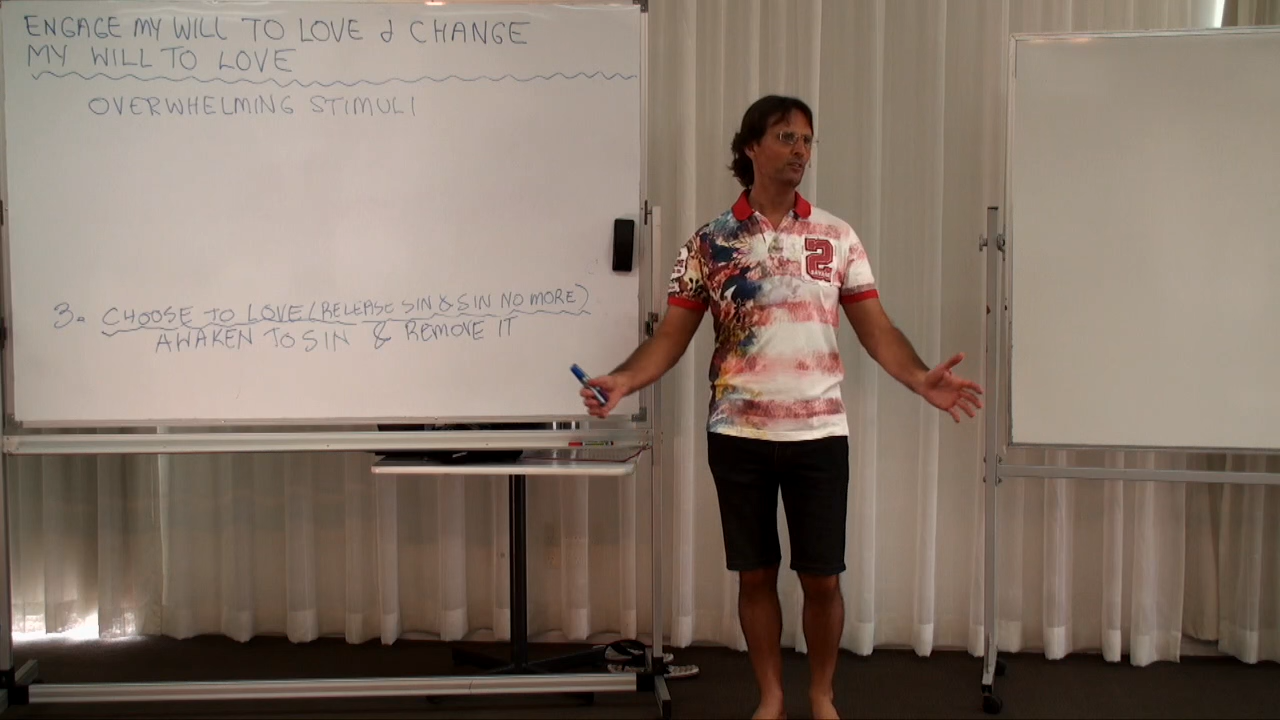 ENGAGE MY WILL TO LOVE & CHANGE
MY WILL TO LOVE
OVERWHELMING STIMULI
3. CHOOSE TO LOVE (RELEASE SIN & SIN NO MORE)
AWAKEN TO SIN & REMOVE IT
2